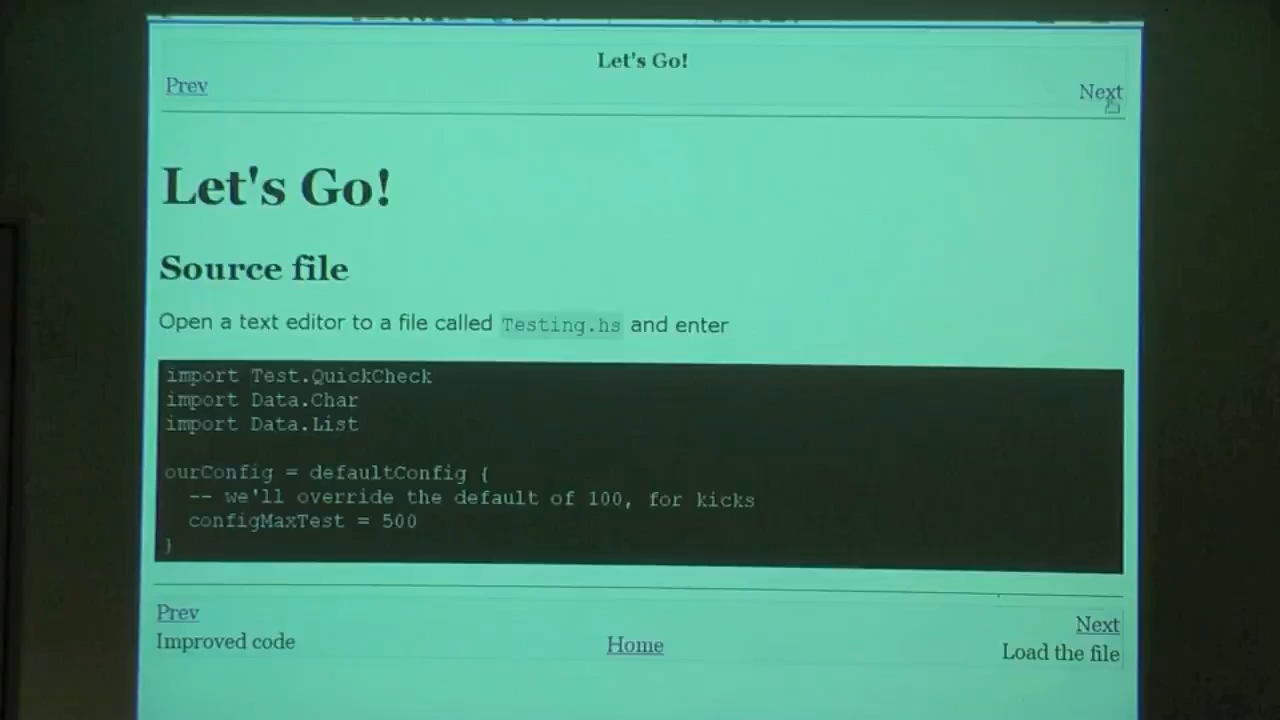 Let's Go!
Prev
Next
Let's Go!
Source file
Open a text editor to a file called Testing.hs and enter
import Test.QuickCheck
import Data.Char
import Data.List
ourConfig = defaultConfig {
  -- we'll override the default of 100, for kicks
  configMaxTest = 500
}
Prev
Next
Improved code
Home
Load the file